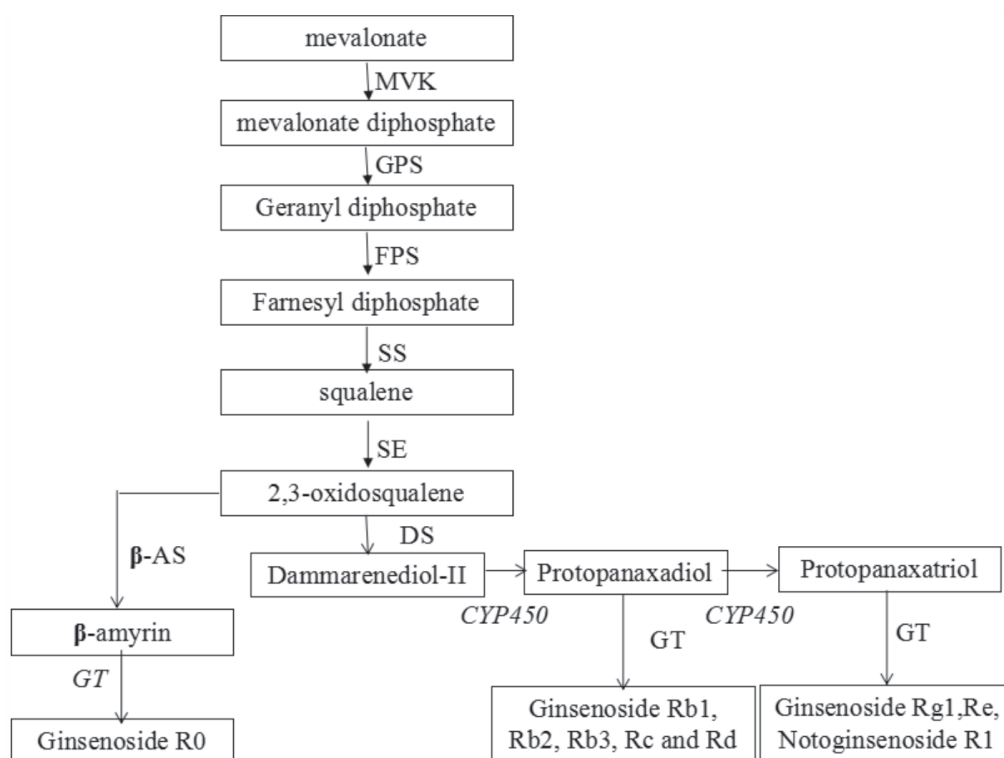 mevalonate
MVK
mevalonate diphosphate
GPS
Geranyl diphosphate
FPS
Farnesyl diphosphate
SS
squalene
SE
2,3-oxidosqualene
β-AS
DS
Dammarenediol-II
Protopanaxadiol
Protopanaxatriol
CYP450
CYP450
β-amyrin
GT
GT
GT
Ginsenoside R0
Ginsenoside Rb1,
Rb2, Rb3, Rc and Rd
Ginsenoside Rg1,Re,
Notoginsenoside R1